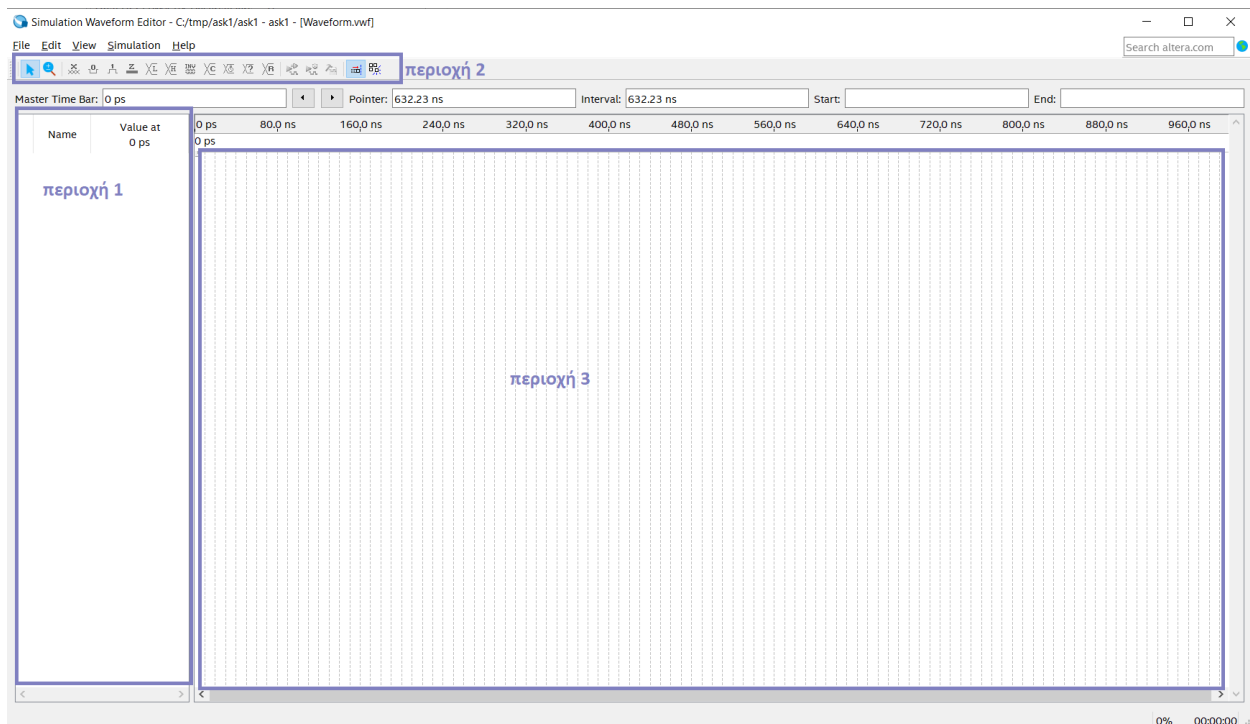 Simulation Waveform Editor - C:/tmp/ask1/ask1 - ask1 - [Waveform.vwf]
File Edit View Simulation Help
Search altera.com
περιοχή 2
Master Time Bar: 0 ps Pointer: 632.23 ns Interval: 632.23 ns Start: End:
Name Value at 0 ps
0 ps 80,0 ns 160,0 ns 240,0 ns 320,0 ns 400,0 ns 480,0 ns 560,0 ns 640,0 ns 720,0 ns 800,0 ns 880,0 ns 960,0 ns
0 ps
περιοχή 1
περιοχή 3
0% 00:00:00